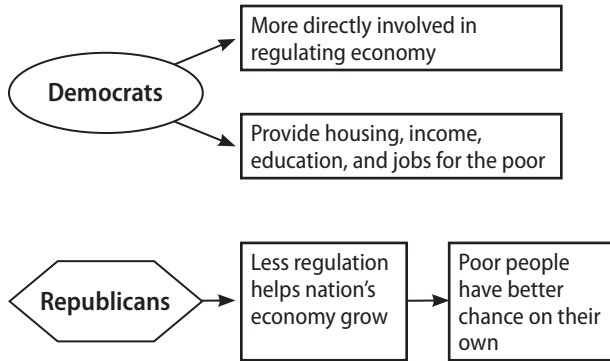 Democrats
More directly involved in
regulating economy
Provide housing, income,
education, and jobs for the poor
Republicans
Less regulation
helps nation's
economy grow
Poor people
have better
chance on their
own